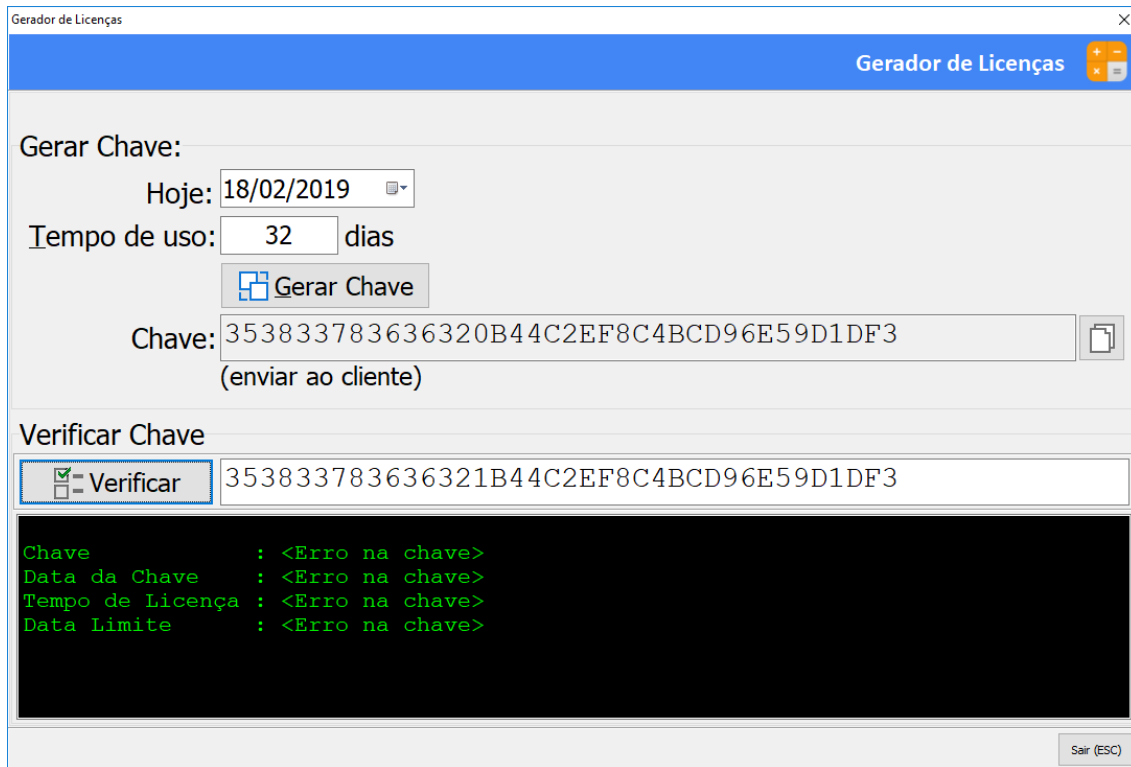 Gerador de Licenças
Gerador de Licenças
Gerar Chave:
Hoje: 18/02/2019
Tempo de uso: 32 dias
Gerar Chave
Chave: 353833783636320B44C2EF8C4BCD96E59D1DF3
(enviar ao cliente)
Verificar Chave
Verificar 353833783636321B44C2EF8C4BCD96E59D1DF3
Chave : <Erro na chave>
Data da Chave : <Erro na chave>
Tempo de Licença : <Erro na chave>
Data Limite : <Erro na chave>
Sair (ESC)